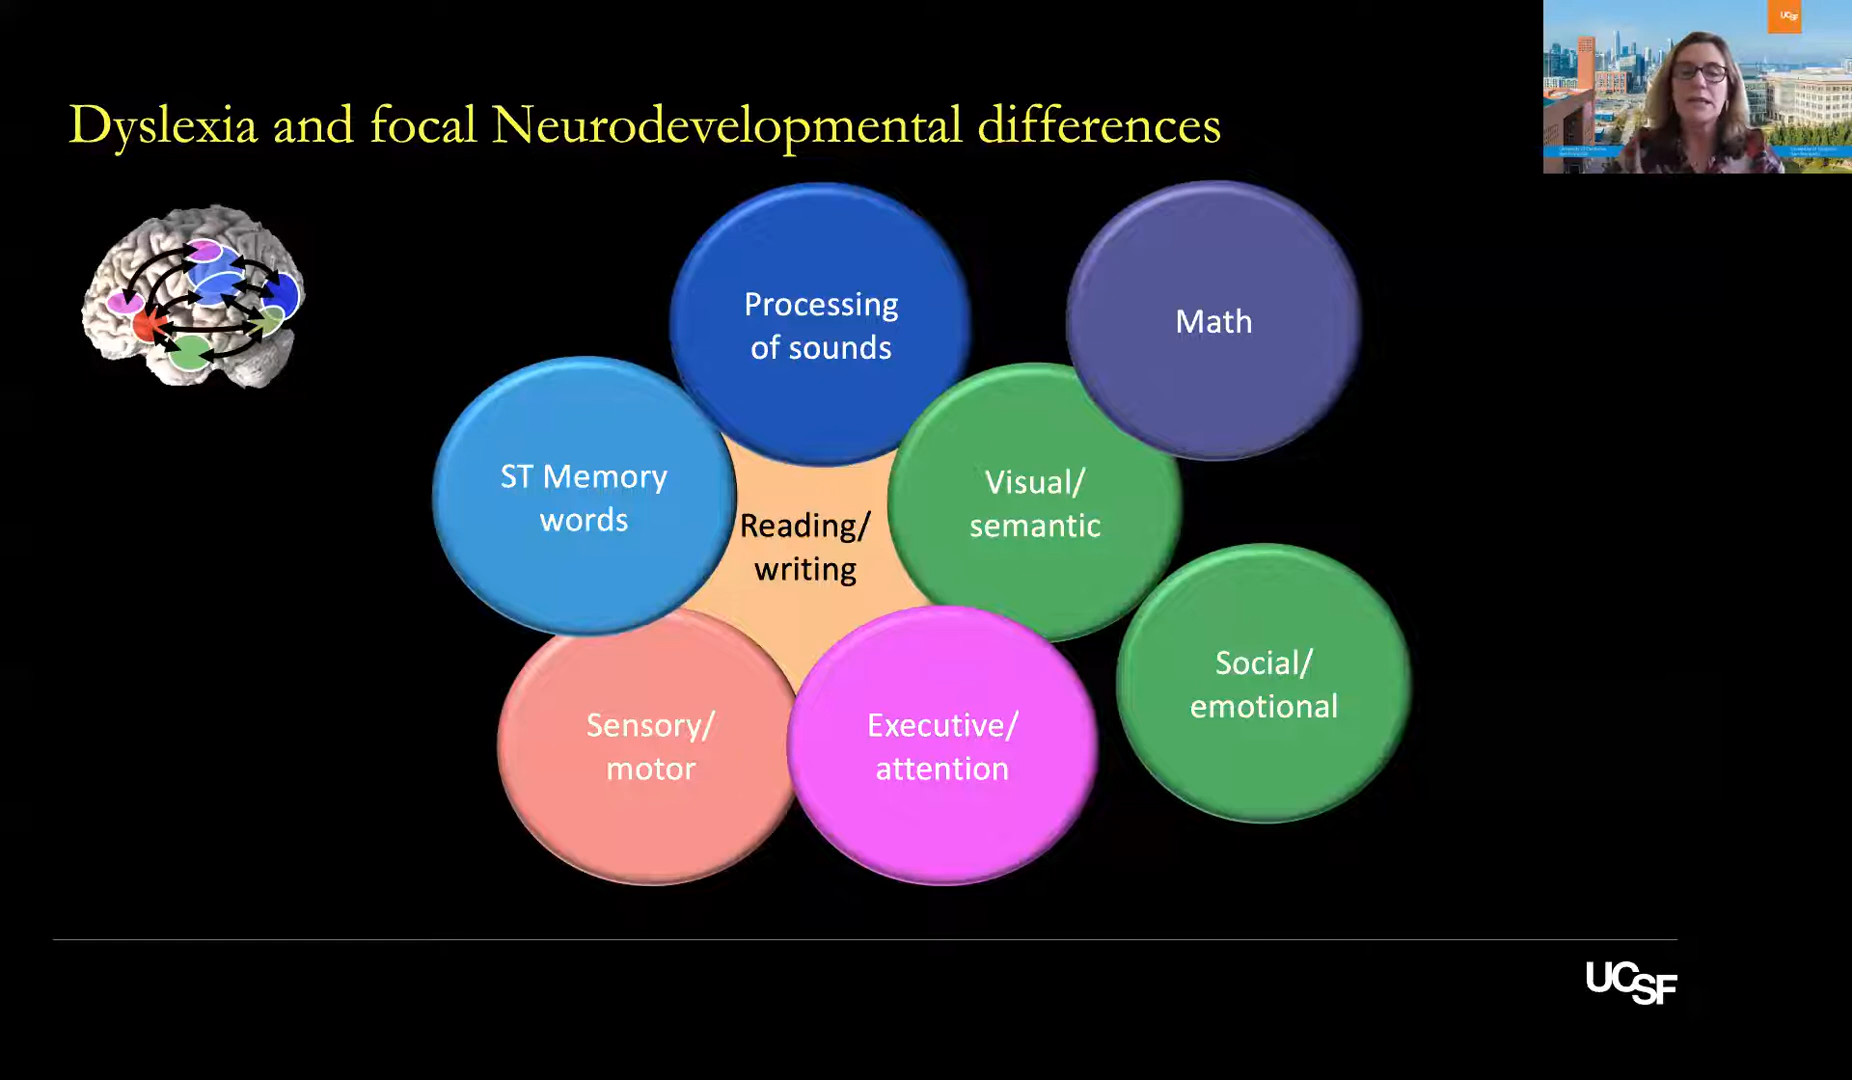 Dyslexia and focal Neurodevelopmental differences
UCSF
Processing
of sounds
Math
ST Memory
words
Visual/
semantic
Reading/
writing
Social/
emotional
Sensory/
motor
Executive/
attention
UCSF